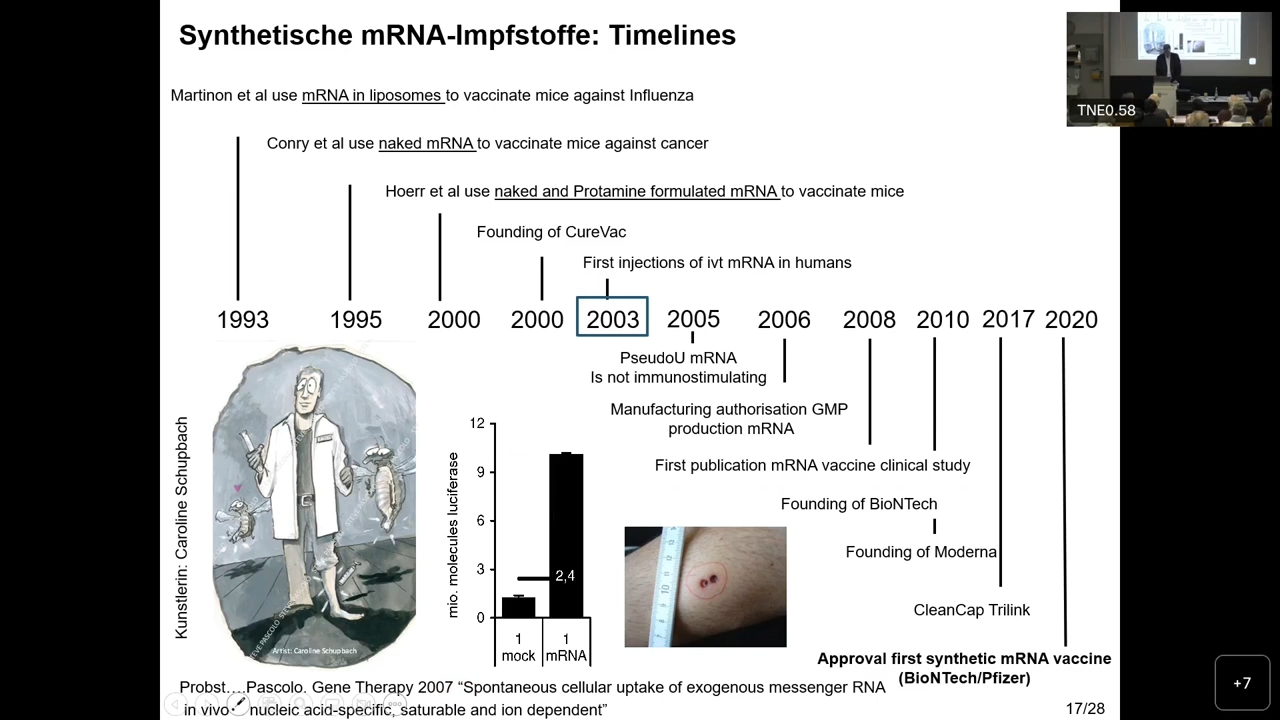 Synthetische mRNA-Impfstoffe: Timelines
TNE0.58
Martinon et al use mRNA in liposomes to vaccinate mice against Influenza
Conry et al use naked mRNA to vaccinate mice against cancer
Hoerr et al use naked and Protamine formulated mRNA to vaccinate mice
Founding of CureVac
First injections of ivt mRNA in humans
1993 1995 2000 2000 2003 2005 2006 2008 2010 2017 2020
PseudoU mRNA
Is not immunostimulating
Manufacturing authorisation GMP
production mRNA
First publication mRNA vaccine clinical study
Founding of BioNTech
Founding of Moderna
CleanCap Trilink
Approval first synthetic mRNA vaccine
(BioNTech/Pfizer)
Kunstlerin: Caroline Schupbach
STEVE PASCOLO
Artist: Caroline Schupbach
mio. molecules luciferase
12
9
6
3
0
2,4
1 1
mock mRNA
Probst....Pascolo. Gene Therapy 2007 “Spontaneous cellular uptake of exogenous messenger RNA
in vivo nucleic acid-specific, saturable and ion dependent”
17/28
+7